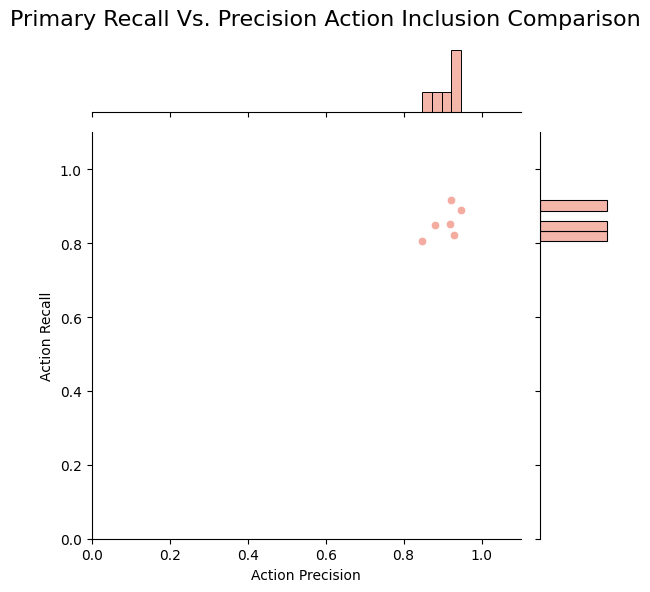 Primary Recall Vs. Precision Action Inclusion Comparison
1.0
0.8
0.6
0.4
0.2
0.0
Action Recall
0.0 0.2 0.4 0.6 0.8 1.0
Action Precision